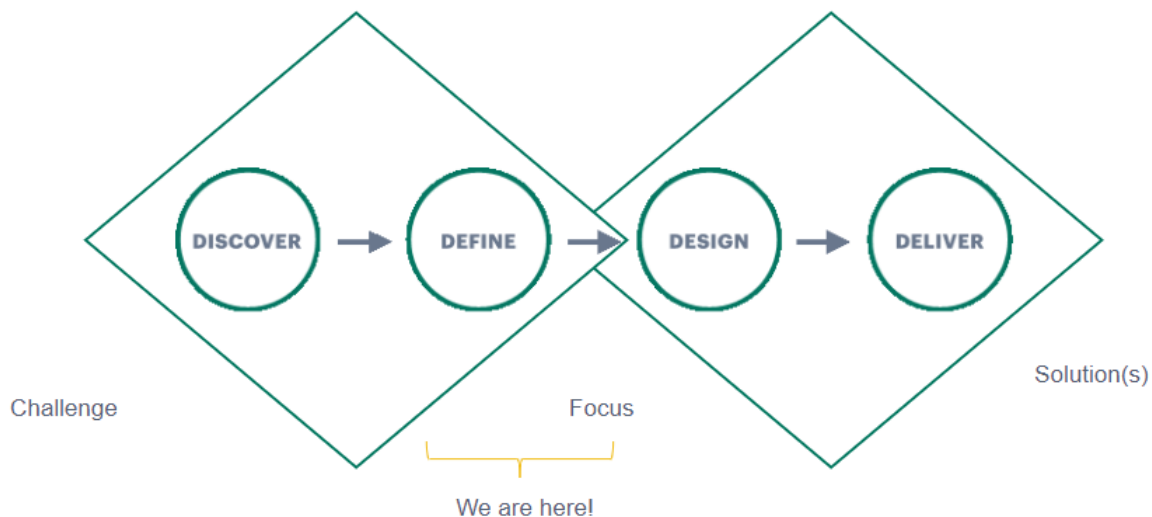 DISCOVER
DEFINE
DESIGN
DELIVER
Challenge
Focus
Solution(s)
We are here!